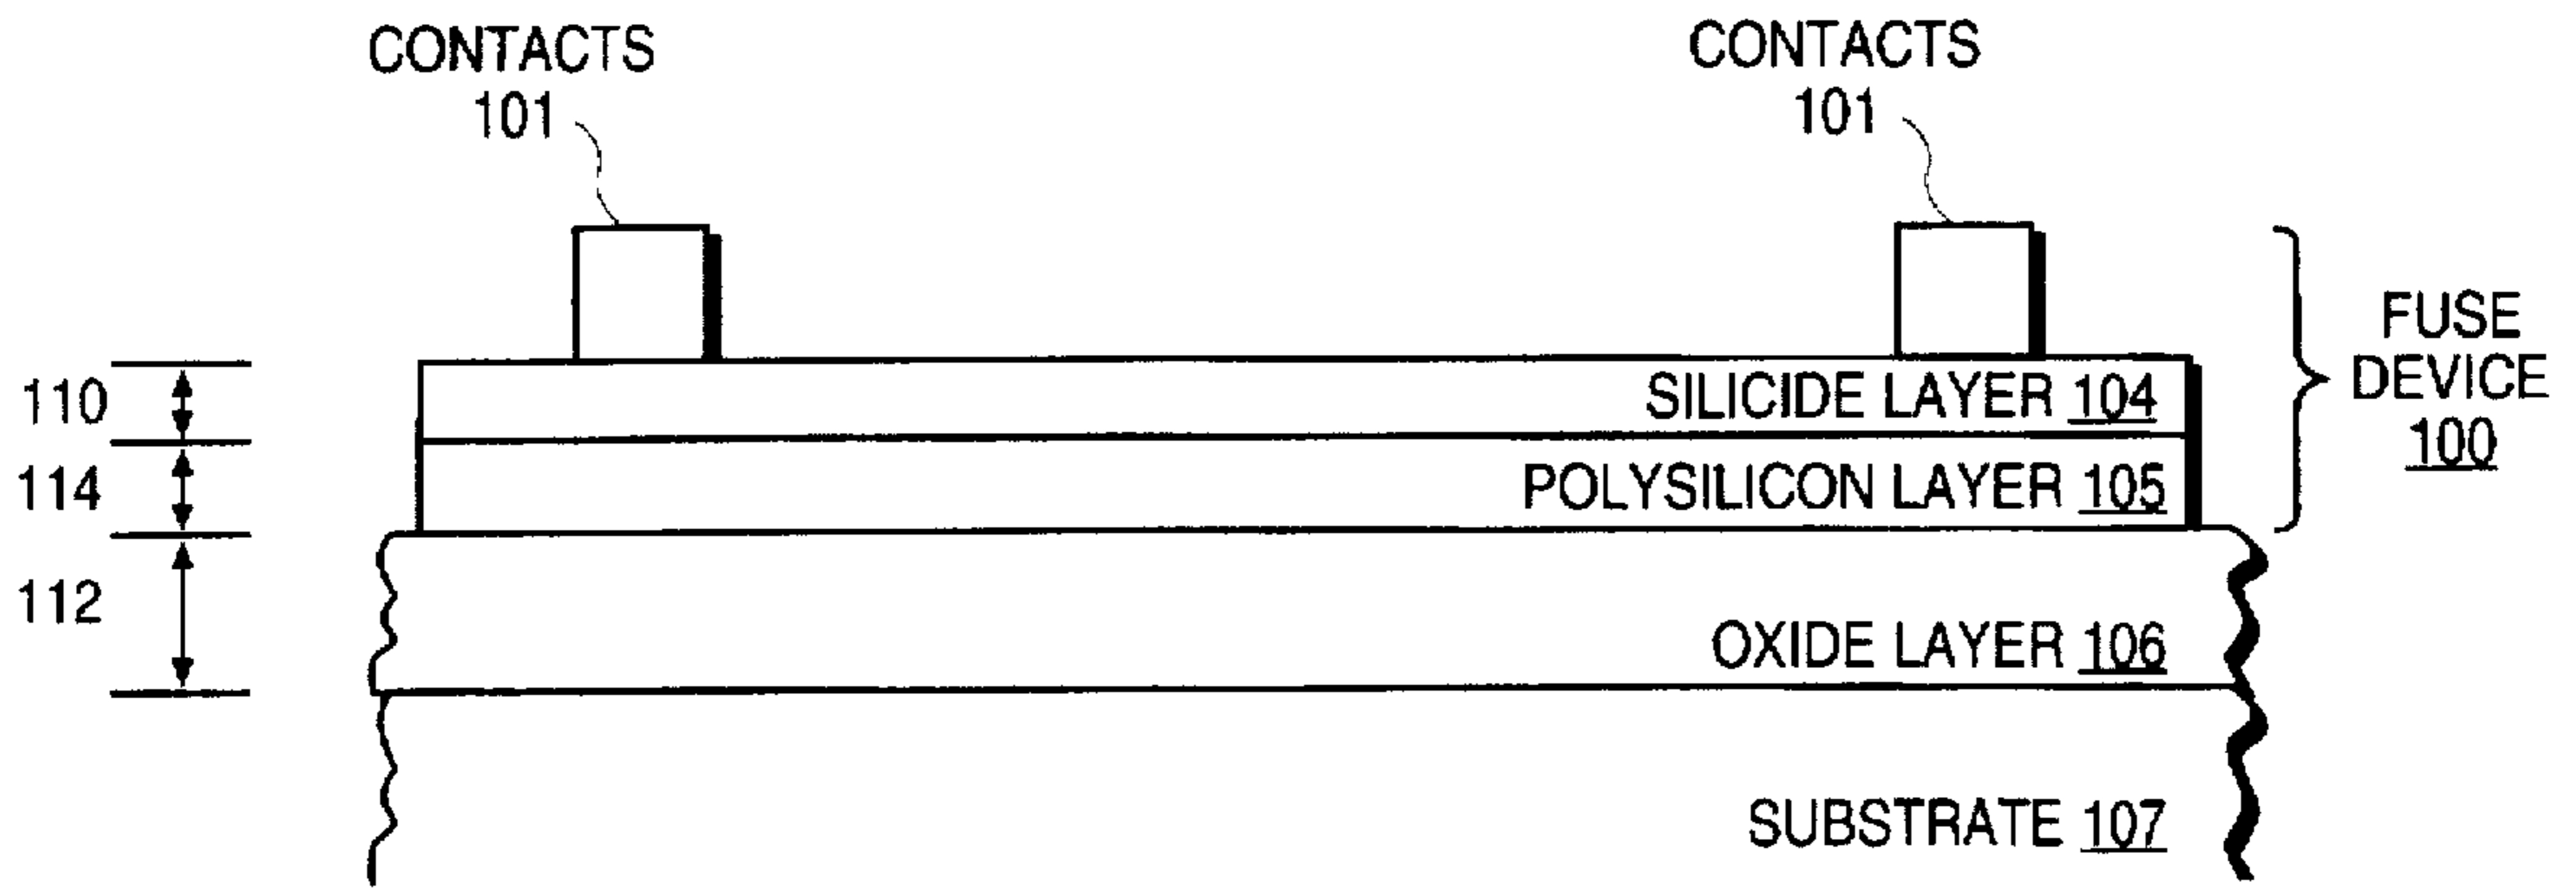 CONTACTS
101
CONTACTS
101
FUSE
DEVICE
100
110
SILICIDE LAYER 104
114
POLYSILICON LAYER 105
112
OXIDE LAYER 106
SUBSTRATE 107